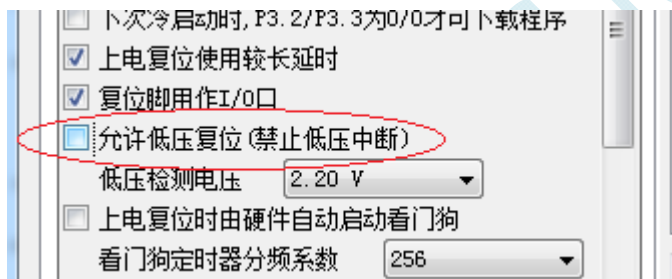 下次冷启动时,P3.2/P3.3为0/0才可下载程序
上电复位使用较长延时
复位脚用作I/O口
允许低压复位(禁止低压中断)
低压检测电压 2.20 V
上电复位时由硬件自动启动看门狗
看门狗定时器分频系数 256